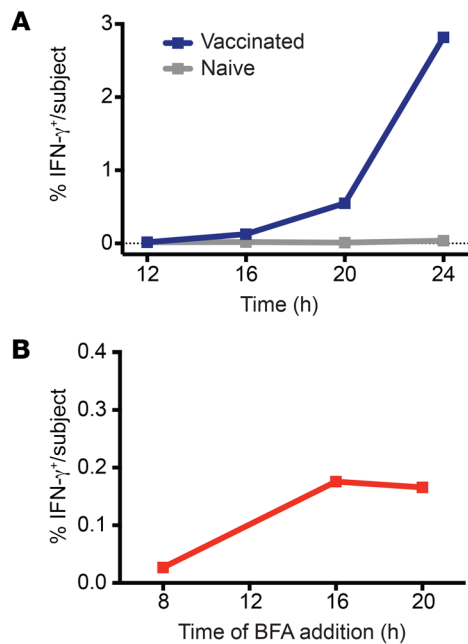 A
% IFN-γ⁺/subject
3
2
1
0
Vaccinated
Naive
12 16 20 24
Time (h)
B
% IFN-γ⁺/subject
0.4
0.3
0.2
0.1
0.0
8 12 16 20
Time of BFA addition (h)